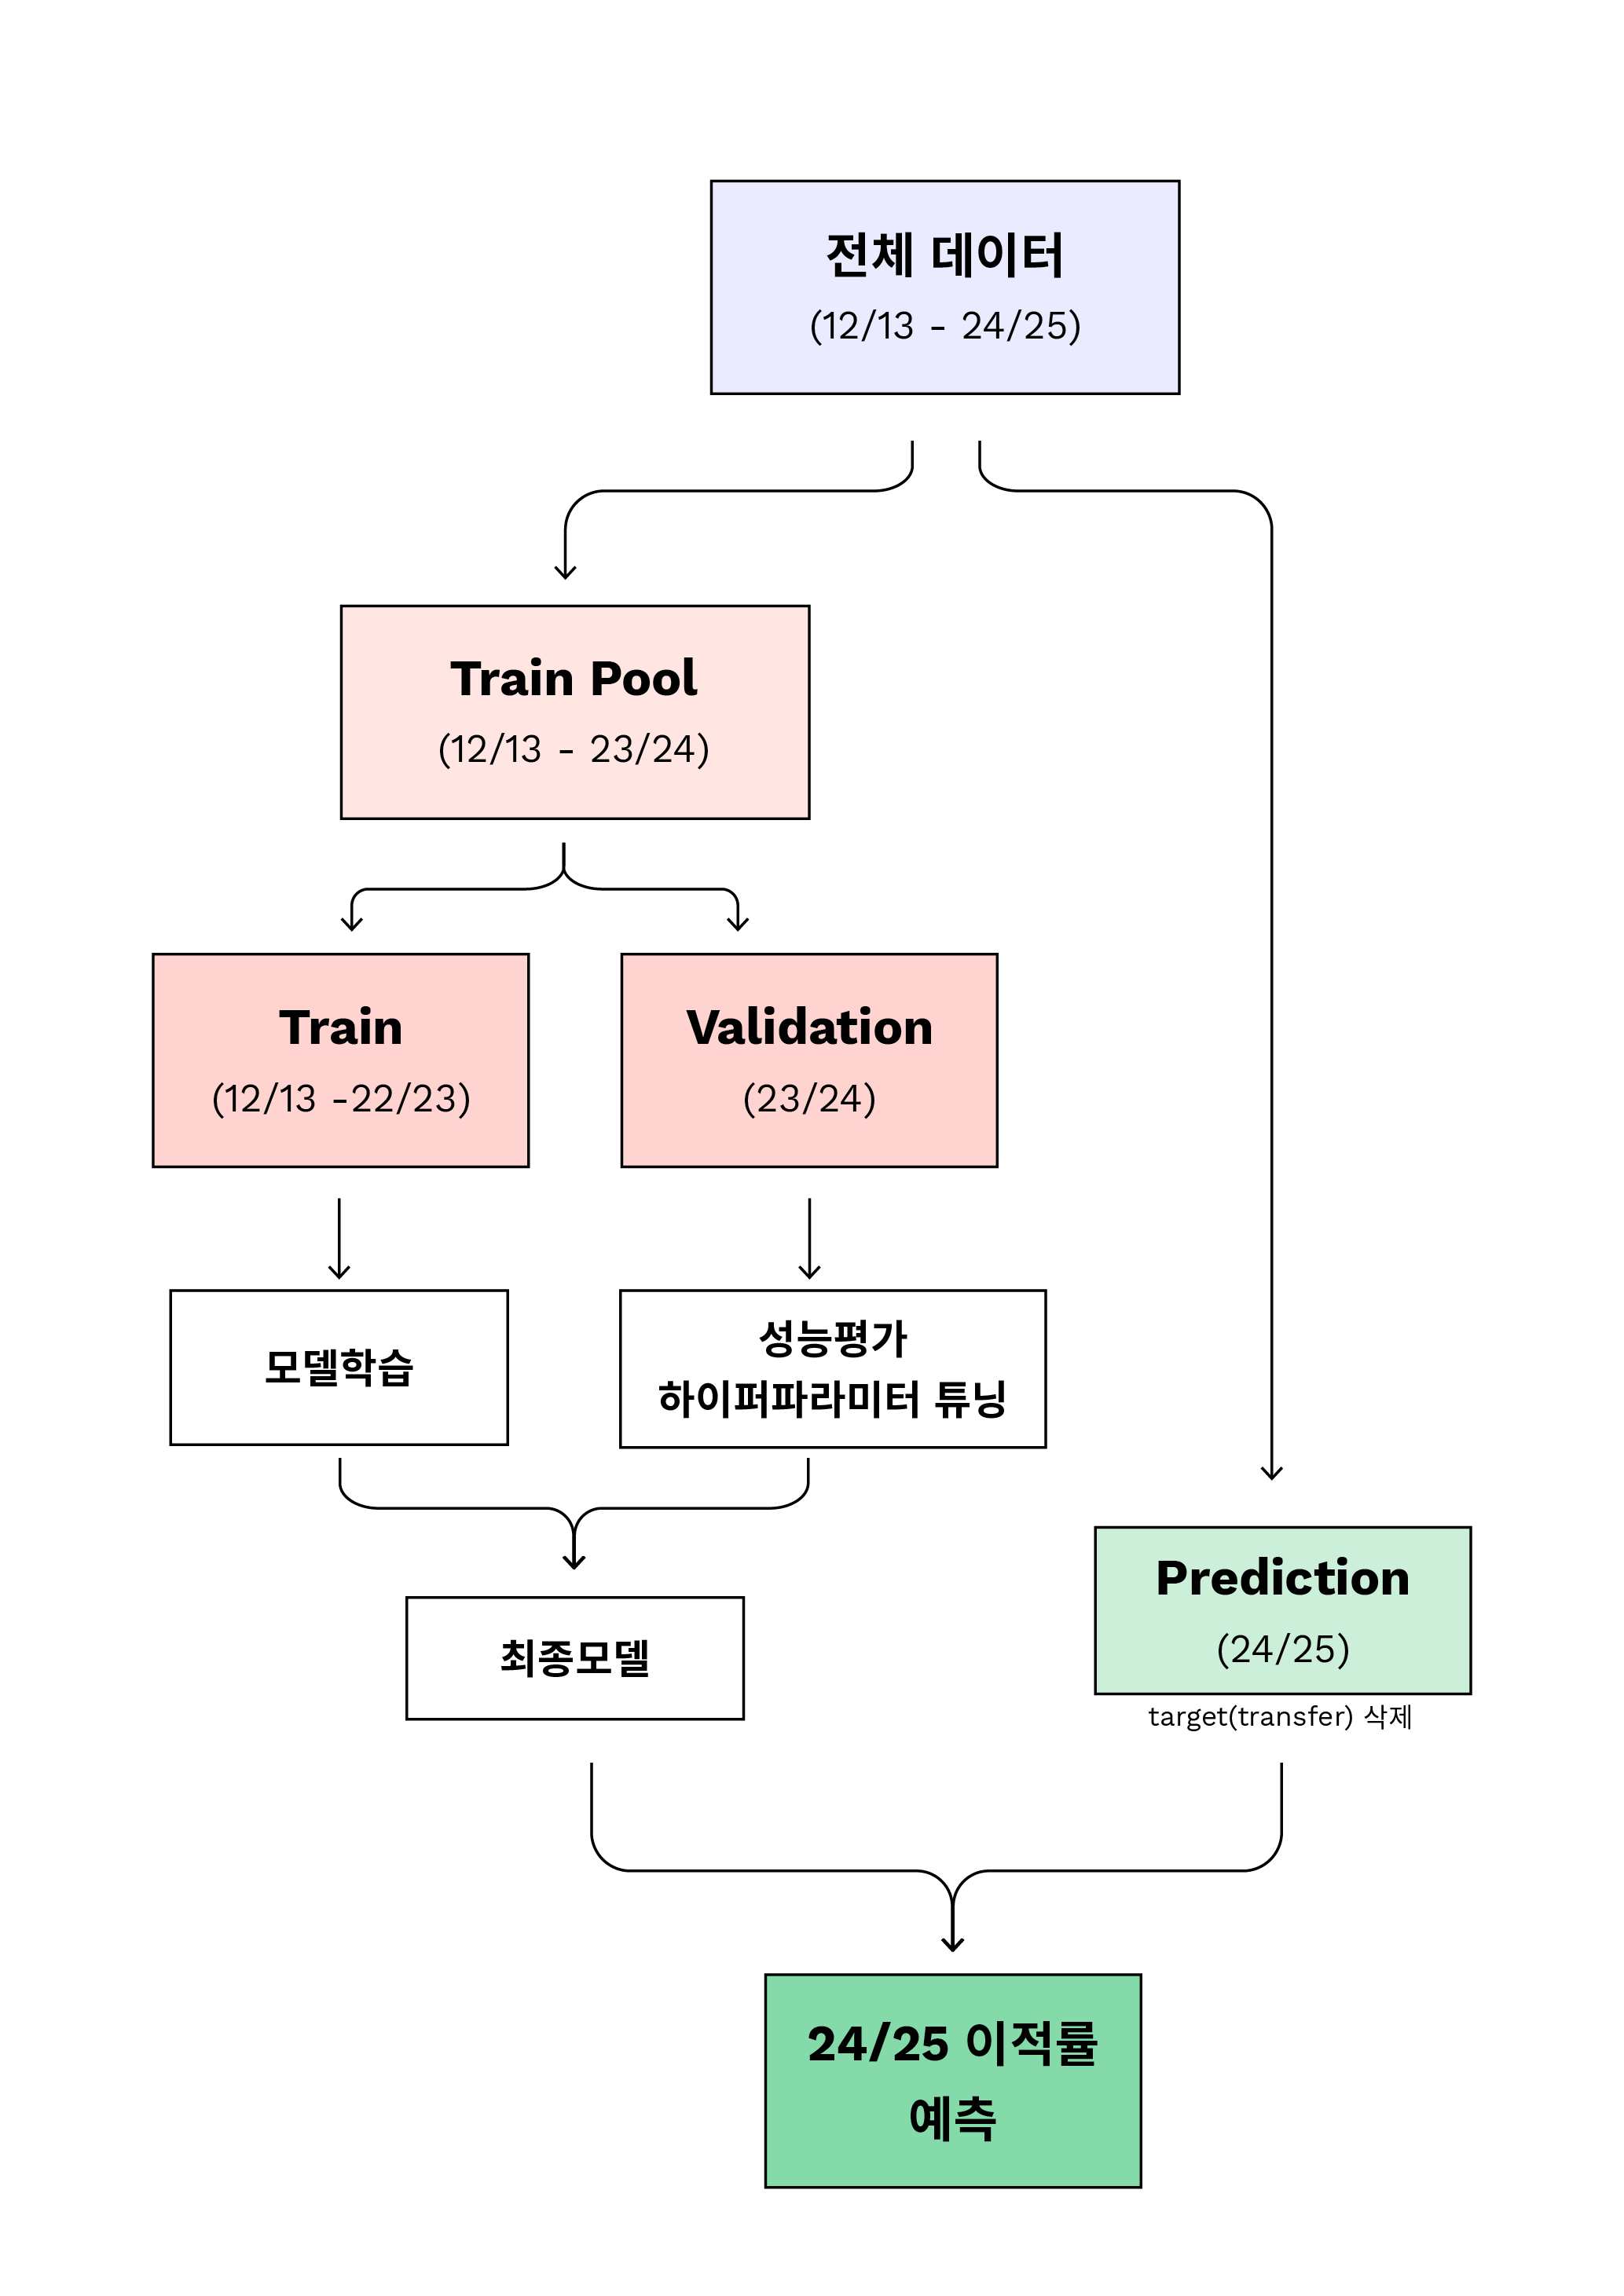 전체 데이터
(12/13 - 24/25)
Train Pool
(12/13 - 23/24)
Train
(12/13 -22/23)
Validation
(23/24)
모델학습
성능평가
하이퍼파라미터 튜닝
최종모델
Prediction
(24/25)
target(transfer) 삭제
24/25 이적률
예측